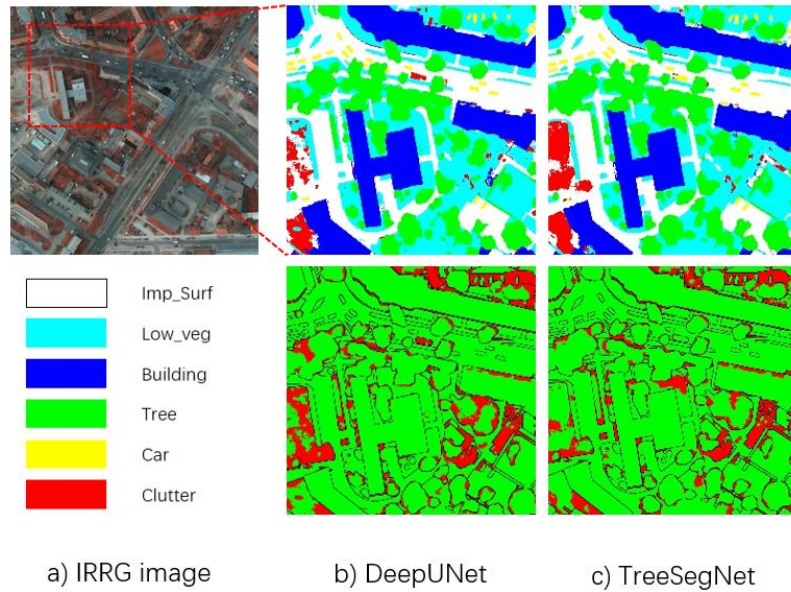 Imp_Surf
Low_veg
Building
Tree
Car
Clutter
a) IRRG image
b) DeepUNet
c) TreeSegNet